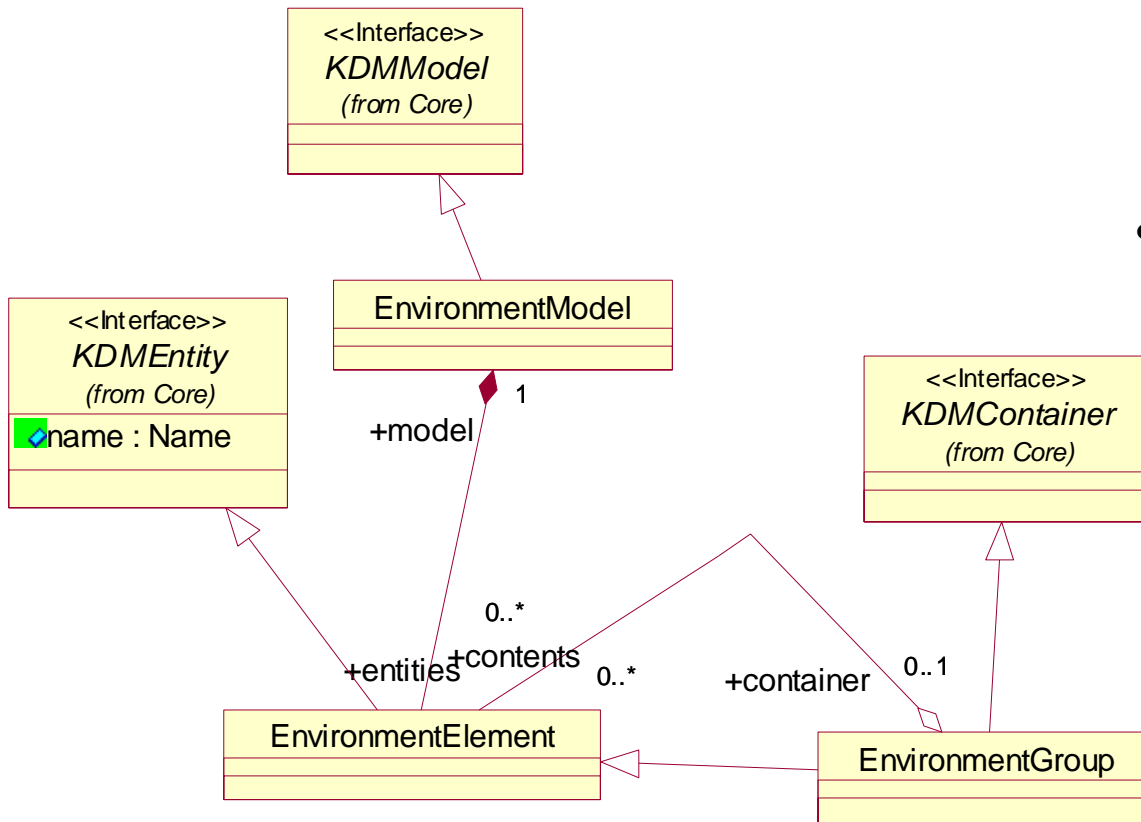 <<Interface>>
KDMModel
(from Core)
EnvironmentModel
<<Interface>>
KDMEntity
(from Core)
name : Name
1
+model
<<Interface>>
KDMContainer
(from Core)
0..*
+entities
+contents
0..*
+container
0..1
EnvironmentElement
EnvironmentGroup